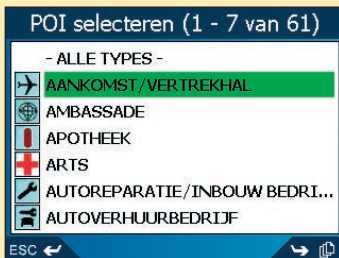 POI selecteren (1 - 7 van 61)
- ALLE TYPES -
AANKOMST/VERTREKHAL
AMBASSADE
APOTHEEK
ARTS
AUTOREPARATIE/INBOUW BEDRI...
AUTOVERHUURBEDRIJF
ESC